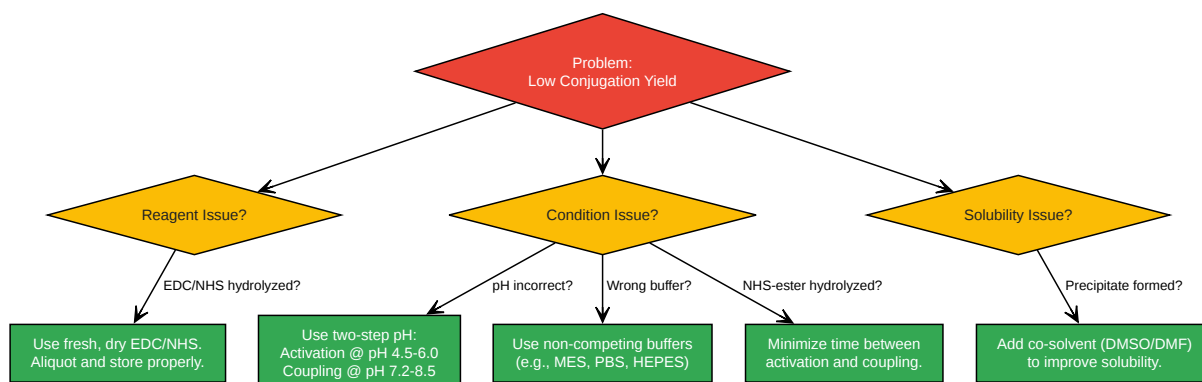 Problem:
Low Conjugation Yield
Reagent Issue?
Condition Issue?
Solubility Issue?
EDC/NHS hydrolyzed?
pH incorrect?
Wrong buffer?
NHS-ester hydrolyzed?
Precipitate formed?
Use fresh, dry EDC/NHS.
Aliquot and store properly.
Use two-step pH:
Activation @ pH 4.5-6.0
Coupling @ pH 7.2-8.5
Use non-competing buffers
(e.g., MES, PBS, HEPES)
Minimize time between
activation and coupling.
Add co-solvent (DMSO/DMF)
to improve solubility.